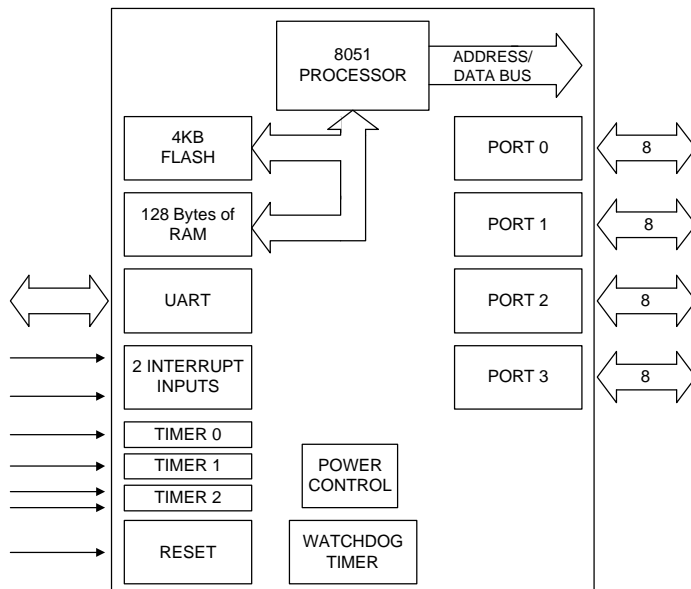 8051
PROCESSOR
ADDRESS/
DATA BUS
4KB
FLASH
PORT 0
8
128 Bytes of
RAM
PORT 1
8
UART
PORT 2
8
2 INTERRUPT
INPUTS
PORT 3
8
TIMER 0
TIMER 1
TIMER 2
POWER
CONTROL
RESET
WATCHDOG
TIMER